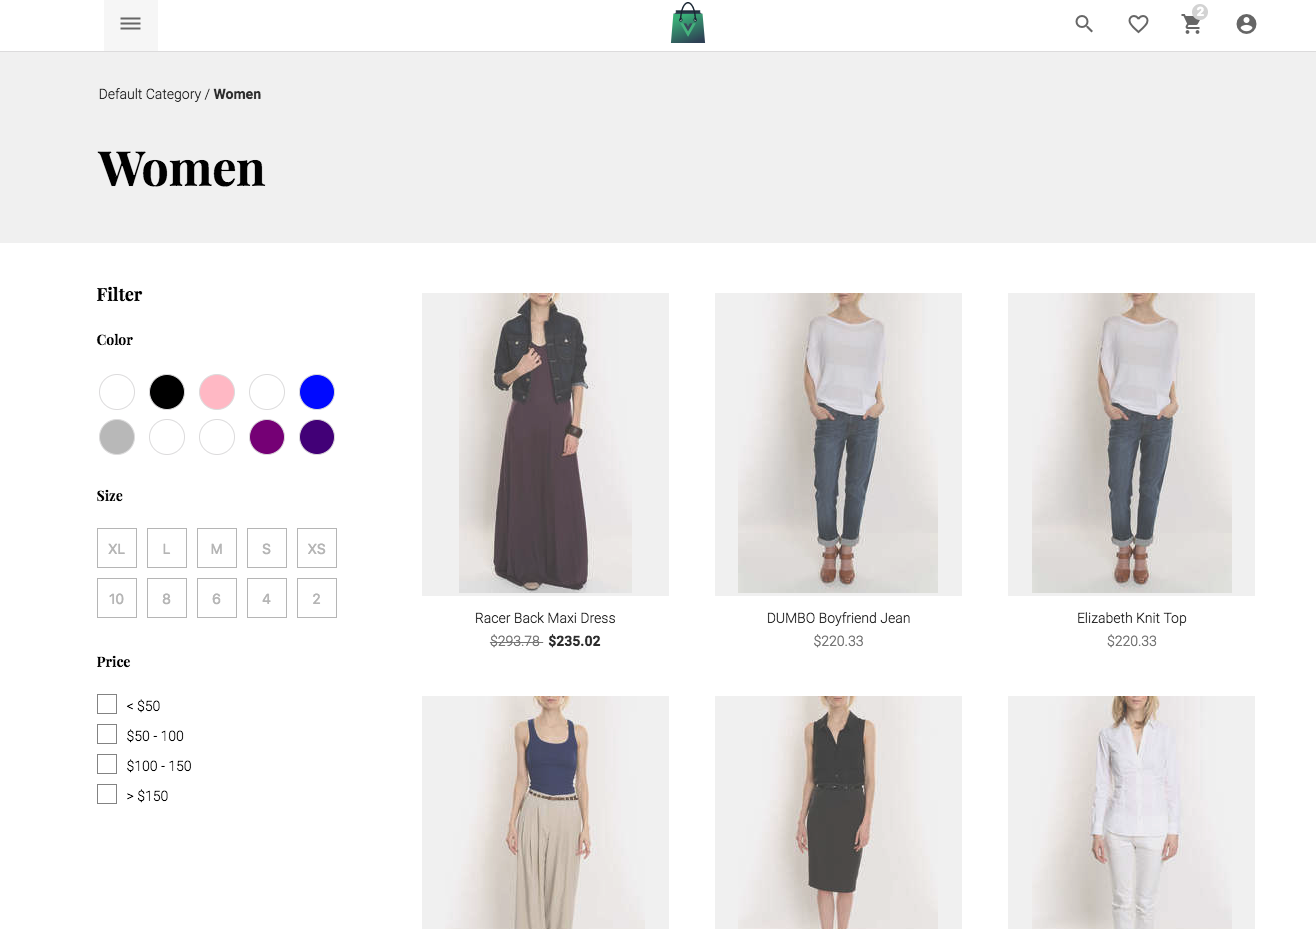 2
Default Category / Women
Women
Filter
Color
Size
XL L M S XS
10 8 6 4 2
Price
< $50
$50 - 100
$100 - 150
> $150
Racer Back Maxi Dress
$293.78 $235.02
DUMBO Boyfriend Jean
$220.33
Elizabeth Knit Top
$220.33